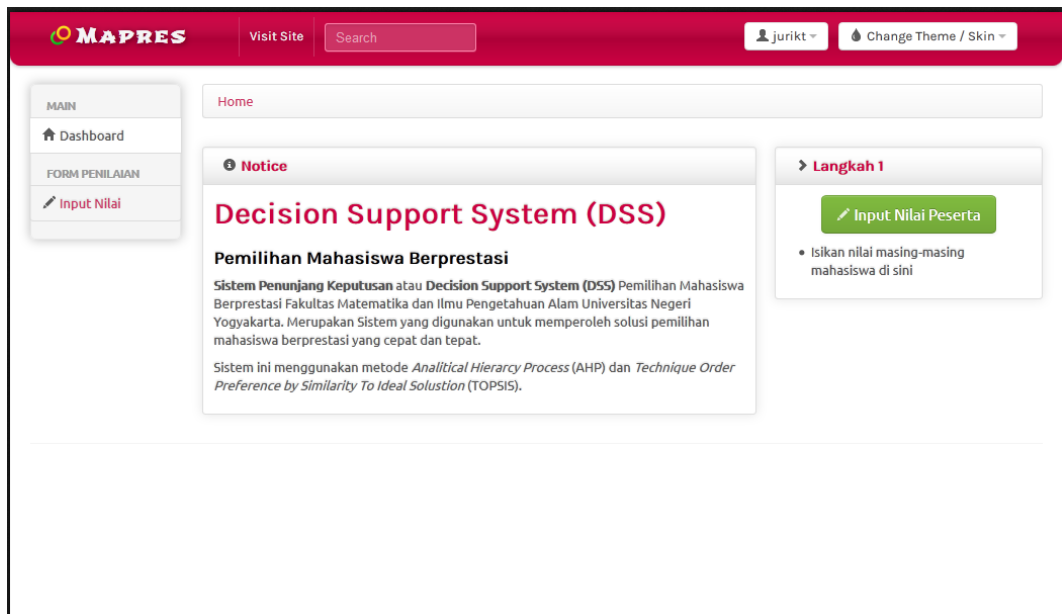 MAPRES
Visit Site
Search
jurikt
Change Theme / Skin
MAIN
Dashboard
FORM PENILAIAN
Input Nilai
Home
Notice
Decision Support System (DSS)
Pemilihan Mahasiswa Berprestasi
Sistem Penunjang Keputusan atau Decision Support System (DSS) Pemilihan Mahasiswa
Berprestasi Fakultas Matematika dan Ilmu Pengetahuan Alam Universitas Negeri
Yogyakarta. Merupakan Sistem yang digunakan untuk memperoleh solusi pemilihan
mahasiswa berprestasi yang cepat dan tepat.
Sistem ini menggunakan metode Analitical Hierarcy Process (AHP) dan Technique Order
Preference by Similarity To Ideal Solustion (TOPSIS).
Langkah 1
Input Nilai Peserta
• Isikan nilai masing-masing
mahasiswa di sini